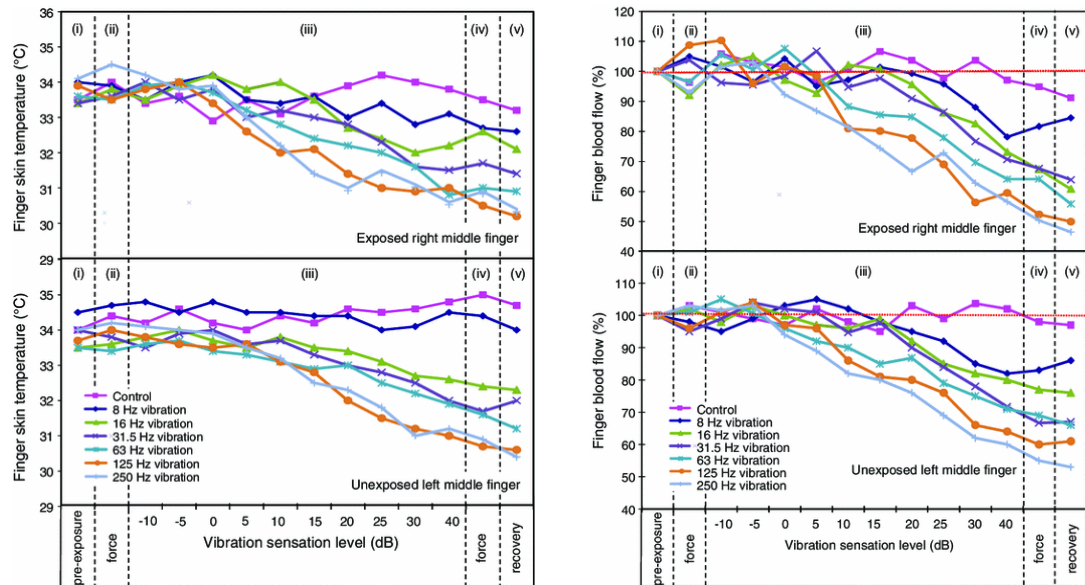 (i) (ii) (iii) (iv) (v)
36
35
34
33
32
31
30
29
Finger skin temperature (°C)
Exposed right middle finger
(i) (ii) (iii) (iv) (v)
35
34
33
32
31
30
29
Finger skin temperature (°C)
Control
8 Hz vibration
16 Hz vibration
31.5 Hz vibration
63 Hz vibration
125 Hz vibration
250 Hz vibration
Unexposed left middle finger
pre-exposure force -10 -5 0 5 10 15 20 25 30 40 force recovery
Vibration sensation level (dB)
(i) (ii) (iii) (iv) (v)
120
110
100
90
80
70
60
50
40
Finger blood flow (%)
Exposed right middle finger
(i) (ii) (iii) (iv) (v)
110
100
90
80
70
60
50
40
Finger blood flow (%)
Control
8 Hz vibration
16 Hz vibration
31.5 Hz vibration
63 Hz vibration
125 Hz vibration
250 Hz vibration
Unexposed left middle finger
pre-exposure force -10 -5 0 5 10 15 20 25 30 40 force recovery
Vibration sensation level (dB)